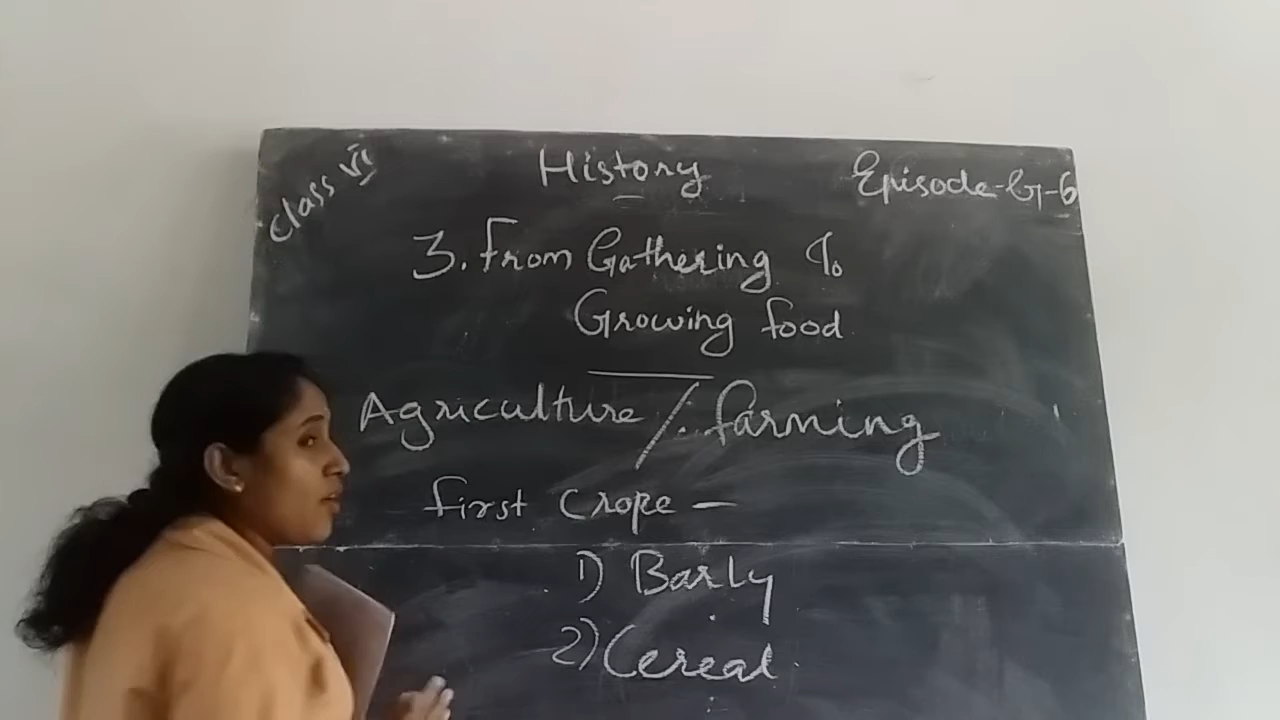 Class VI
History
Episode-G-6
3. From Gathering to
Growing food
Agriculture / farming
first Crope -
1) Barly
2) Cereal